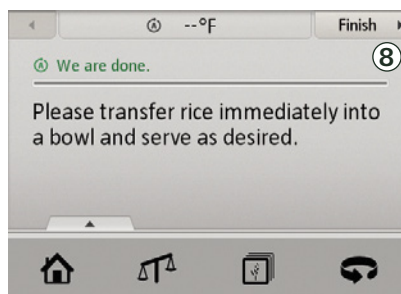 --°F
Finish
8
We are done.
Please transfer rice immediately into
a bowl and serve as desired.